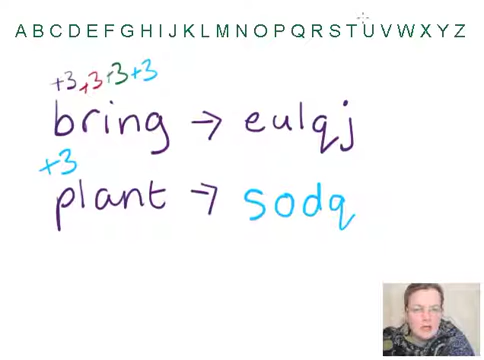 A B C D E F G H I J K L M N O P Q R S T U V W X Y Z
+3 +3 +3 +3
bring → eulqj
+3
plant → sodq